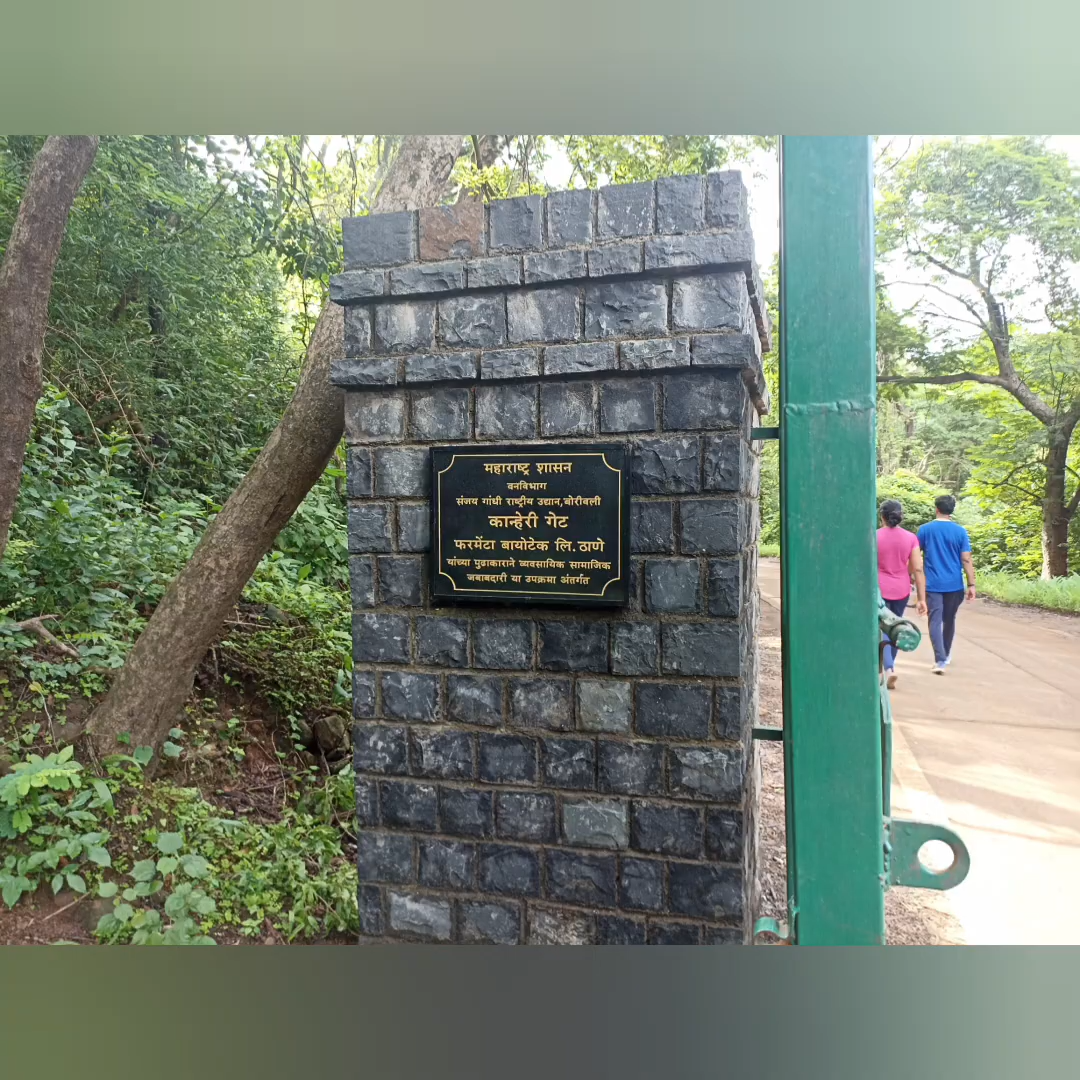 महाराष्ट्र शासन
वनविभाग
संजय गांधी राष्ट्रीय उद्यान,बोरीवली
कान्हेरी गेट
फरमेंटा बायोटेक लि. ठाणे
यांच्या पुढाकाराने व्यवसायिक सामाजिक
जबाबदारी या उपक्रमा अंतर्गत